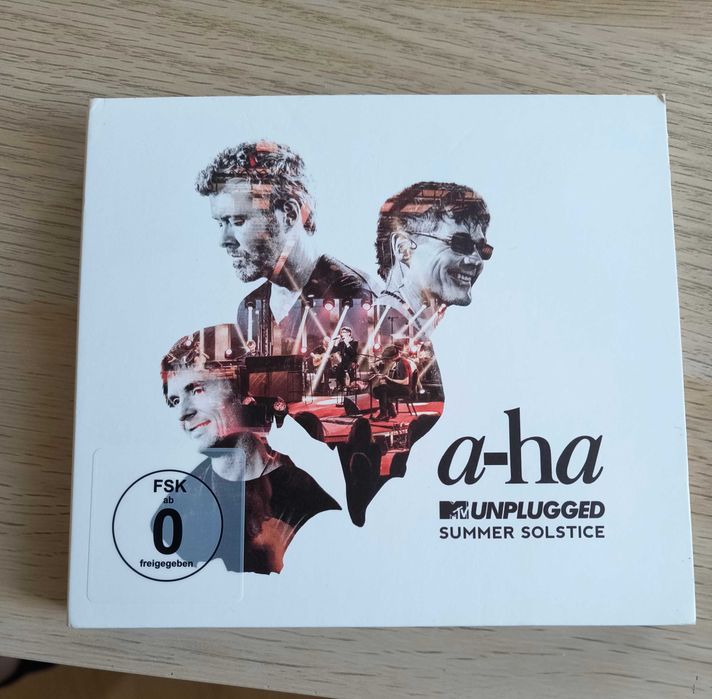 a-ha
MTV UNPLUGGED
SUMMER SOLSTICE
FSK
ab
0
freigegeben